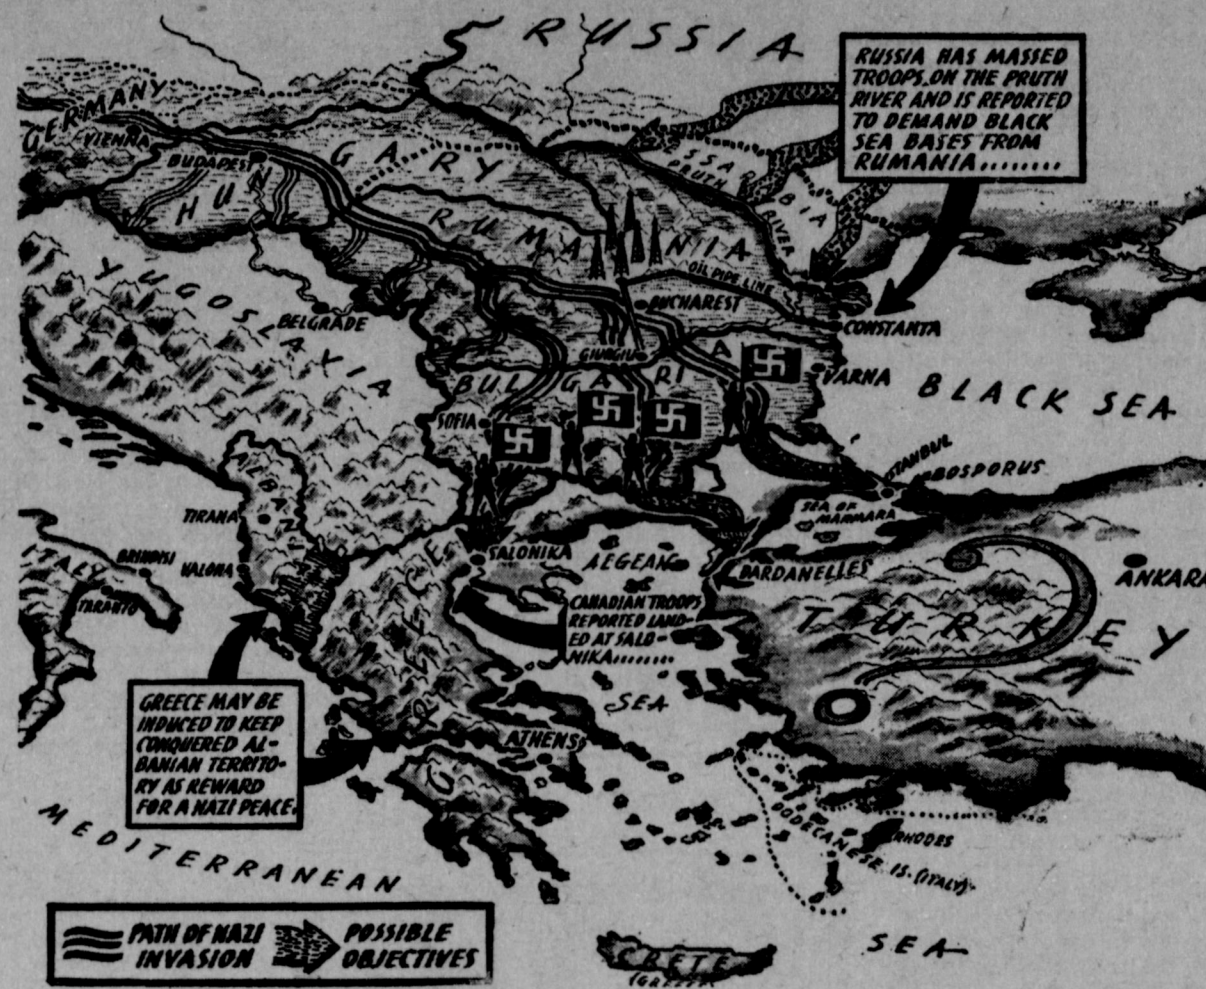 RUSSIA
RUSSIA HAS MASSED
TROOPS ON THE PRUTH
RIVER AND IS REPORTED
TO DEMAND BLACK
SEA BASES FROM
RUMANIA........
GERMANY
VIENNA
BUDAPEST
HUNGARY
BESSARABIA
PRUTH RIVER
RUMANIA
OIL PIPE LINE
YUGOSLAVIA
BELGRADE
BUCHAREST
CONSTANTA
GIURGIU
VARNA
BULGARIA
BLACK SEA
SOFIA
ISTANBUL
BOSPORUS
ALBANIA
SEA OF
MARMARA
TIRANA
ITALY
BRINDISI
VALONA
SALONIKA
AEGEAN
DARDANELLES
ANKARA
TARANTO
CANADIAN TROOPS
REPORTED LAND-
ED AT SALO-
NIKA........
TURKEY
GREECE
SEA
GREECE MAY BE
INDUCED TO KEEP
CONQUERED AL-
BANIAN TERRITO-
RY AS REWARD
FOR A NAZI PEACE.
ATHENS
MEDITERRANEAN
RHODES
DODECANESE IS. (ITALY)
PATH OF NAZI
INVASION
POSSIBLE
OBJECTIVES
SEA
CRETE
(GREECE)